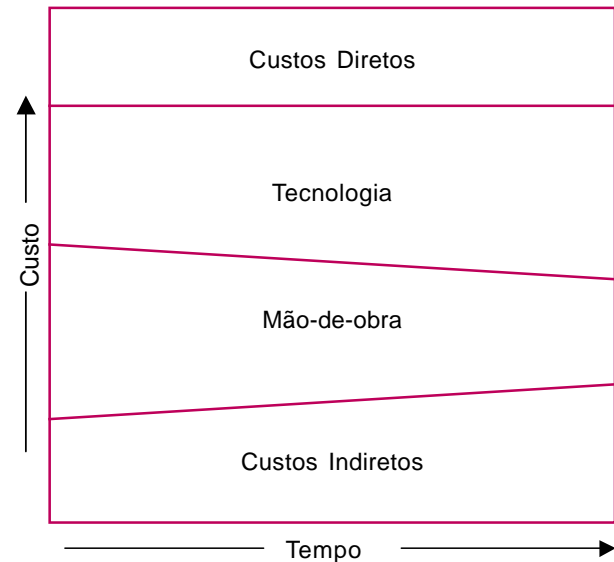 Custos Diretos
Tecnologia
Custo
Mão-de-obra
Custos Indiretos
Tempo